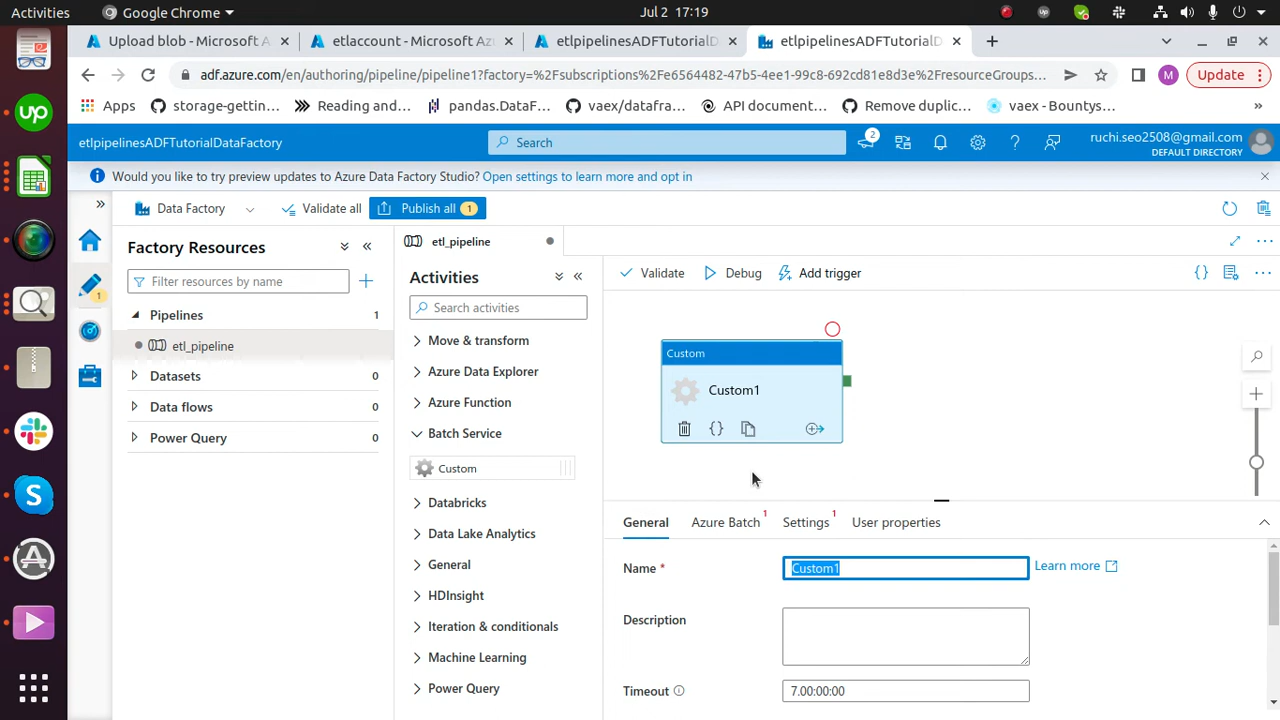 Activities
Google Chrome
Jul 2 17:19
Upload blob - Microsoft A
etlaccount - Microsoft Az
etlpipelinesADFTutorialD
etlpipelinesADFTutorialD
adf.azure.com/en/authoring/pipeline/pipeline1?factory=%2Fsubscriptions%2Fe6564482-47b5-4ee1-99c8-692cd81e8d3e%2FresourceGroups...
M
Update
Apps
storage-gettin...
Reading and...
pandas.DataF...
vaex/datafra...
API document...
Remove duplic...
vaex - Bountys...
»
etlpipelinesADFTutorialDataFactory
Search
2
ruchi.seo2508@gmail.com
DEFAULT DIRECTORY
Would you like to try preview updates to Azure Data Factory Studio? Open settings to learn more and opt in
Data Factory
Validate all
Publish all 1
Factory Resources
etl_pipeline
Filter resources by name
Activities
Search activities
Validate
Debug
Add trigger
1
Pipelines 1
etl_pipeline
Datasets 0
Data flows 0
Power Query 0
Move & transform
Azure Data Explorer
Azure Function
Batch Service
Custom
Databricks
Data Lake Analytics
General
HDInsight
Iteration & conditionals
Machine Learning
Power Query
Custom
Custom1
General
Azure Batch 1
Settings 1
User properties
Name *
Custom1
Learn more
Description
Timeout
7.00:00:00